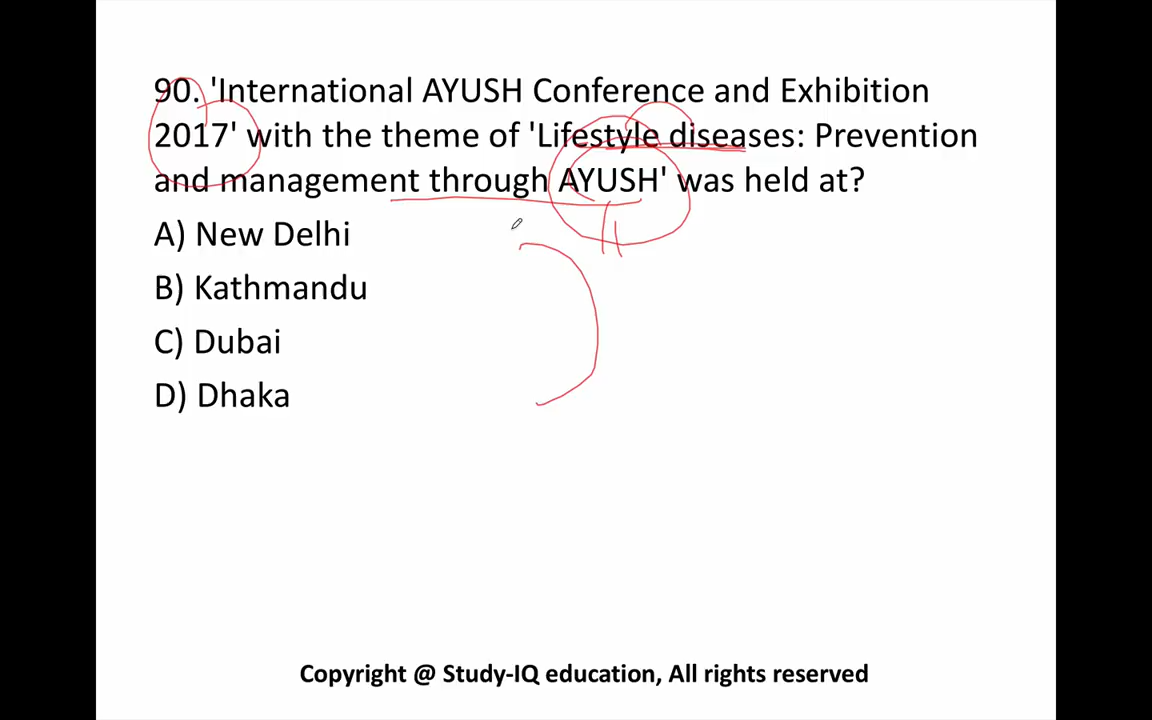 90. 'International AYUSH Conference and Exhibition
2017' with the theme of 'Lifestyle diseases: Prevention
and management through AYUSH' was held at?
A) New Delhi
B) Kathmandu
C) Dubai
D) Dhaka
Copyright @ Study-IQ education, All rights reserved